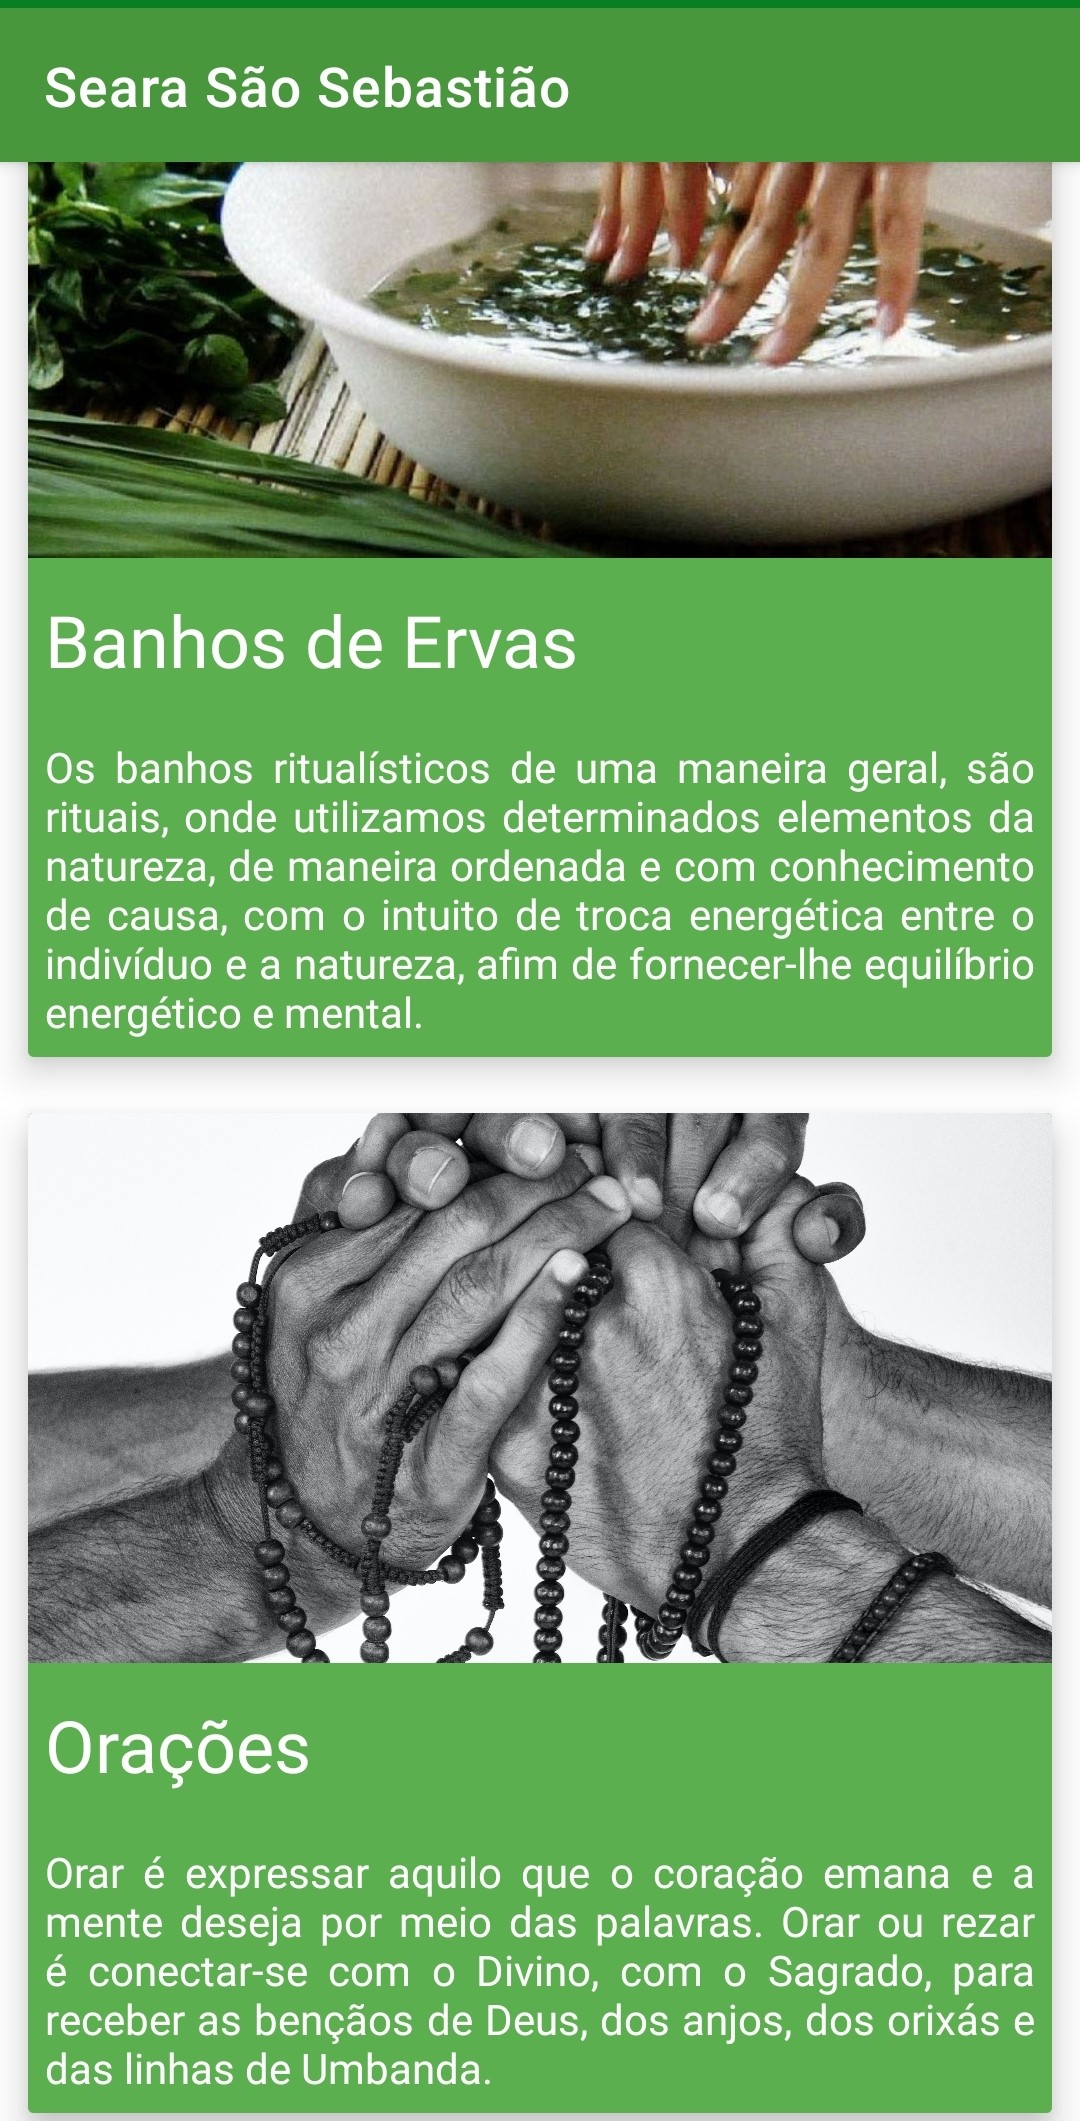 Seara São Sebastião
Banhos de Ervas
Os banhos ritualísticos de uma maneira geral, são
rituais, onde utilizamos determinados elementos da
natureza, de maneira ordenada e com conhecimento
de causa, com o intuito de troca energética entre o
indivíduo e a natureza, afim de fornecer-lhe equilíbrio
energético e mental.
Orações
Orar é expressar aquilo que o coração emana e a
mente deseja por meio das palavras. Orar ou rezar
é conectar-se com o Divino, com o Sagrado, para
receber as bençãos de Deus, dos anjos, dos orixás e
das linhas de Umbanda.